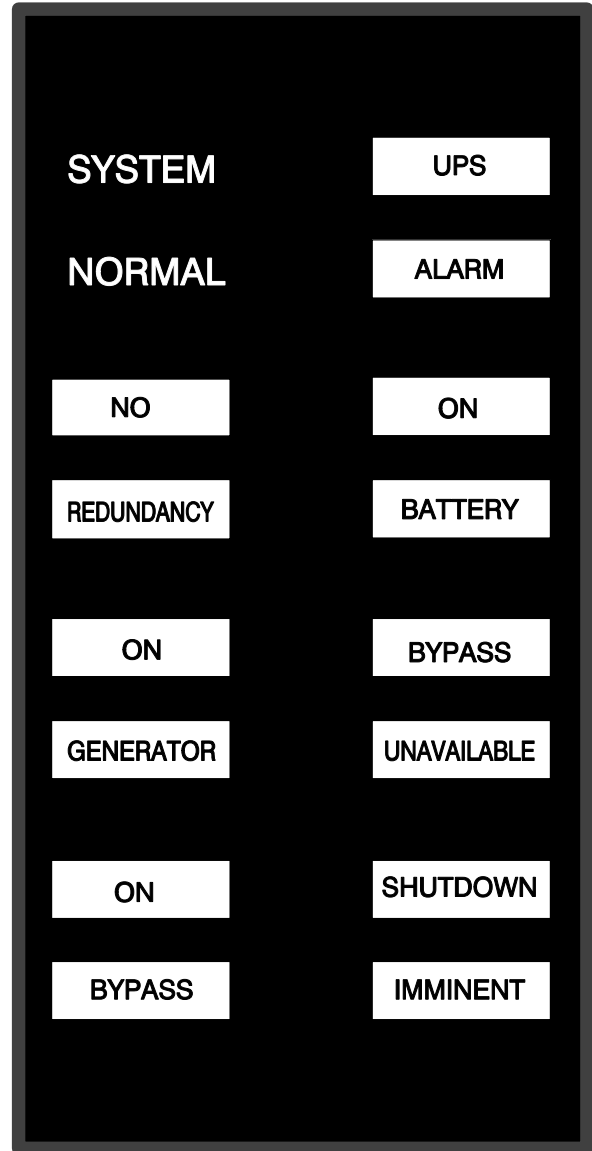 SYSTEM
NORMAL
UPS
ALARM
NO
REDUNDANCY
ON
BATTERY
ON
GENERATOR
BYPASS
UNAVAILABLE
ON
BYPASS
SHUTDOWN
IMMINENT